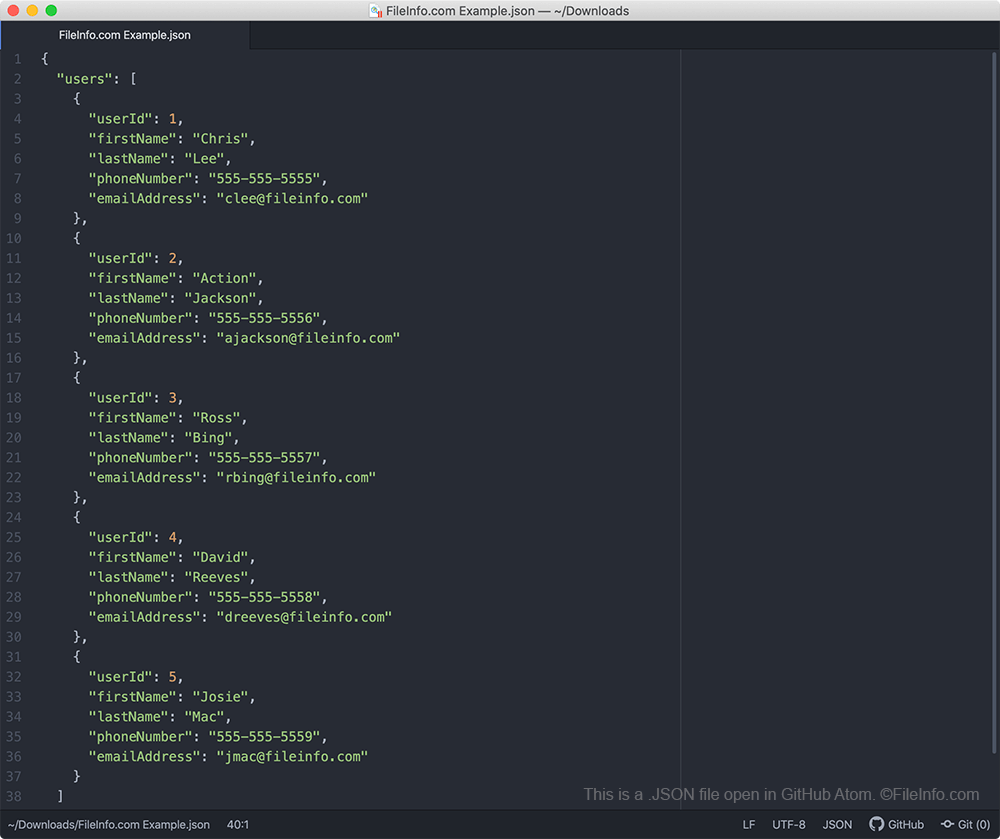 FileInfo.com Example.json — ~/Downloads
FileInfo.com Example.json
1 {
2   "users": [
3     {
4       "userId": 1,
5       "firstName": "Chris",
6       "lastName": "Lee",
7       "phoneNumber": "555-555-5555",
8       "emailAddress": "clee@fileinfo.com"
9     },
10     {
11       "userId": 2,
12       "firstName": "Action",
13       "lastName": "Jackson",
14       "phoneNumber": "555-555-5556",
15       "emailAddress": "ajackson@fileinfo.com"
16     },
17     {
18       "userId": 3,
19       "firstName": "Ross",
20       "lastName": "Bing",
21       "phoneNumber": "555-555-5557",
22       "emailAddress": "rbing@fileinfo.com"
23     },
24     {
25       "userId": 4,
26       "firstName": "David",
27       "lastName": "Reeves",
28       "phoneNumber": "555-555-5558",
29       "emailAddress": "dreeves@fileinfo.com"
30     },
31     {
32       "userId": 5,
33       "firstName": "Josie",
34       "lastName": "Mac",
35       "phoneNumber": "555-555-5559",
36       "emailAddress": "jmac@fileinfo.com"
37     }
38   ]
This is a .JSON file open in GitHub Atom. ©FileInfo.com
~/Downloads/FileInfo.com Example.json 40:1 LF UTF-8 JSON GitHub Git (0)